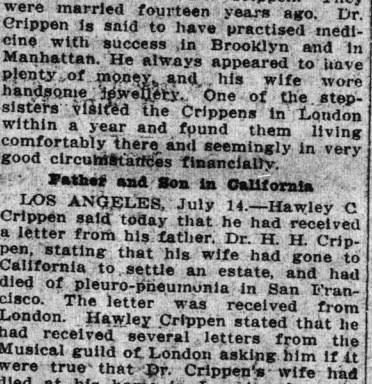 were married fourteen years ago. Dr.
Crippen is said to have practised medi-
cine with success in Brooklyn and in
Manhattan. He always appeared to have
plenty of money, and his wife wore
handsome jewellery. One of the step-
sisters visited the Crippens in London
within a year and found them living
comfortably there and seemingly in very
good circumstances financially.
Father and Son in California
LOS ANGELES, July 14.—Hawley C
Crippen said today that he had received
a letter from his father, Dr. H. H. Crip-
pen, stating that his wife had gone to
California to settle an estate, and had
died of pleuro-pneumonia in San Fran-
cisco. The letter was received from
London. Hawley Crippen stated that he
had received several letters from the
Musical guild of London asking him if it
were true that Dr. Crippen's wife had
died at his home in